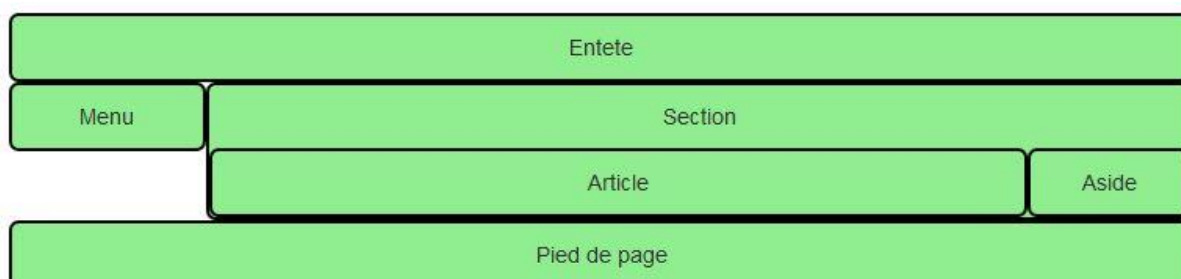 Entete
Menu
Section
Article
Aside
Pied de page